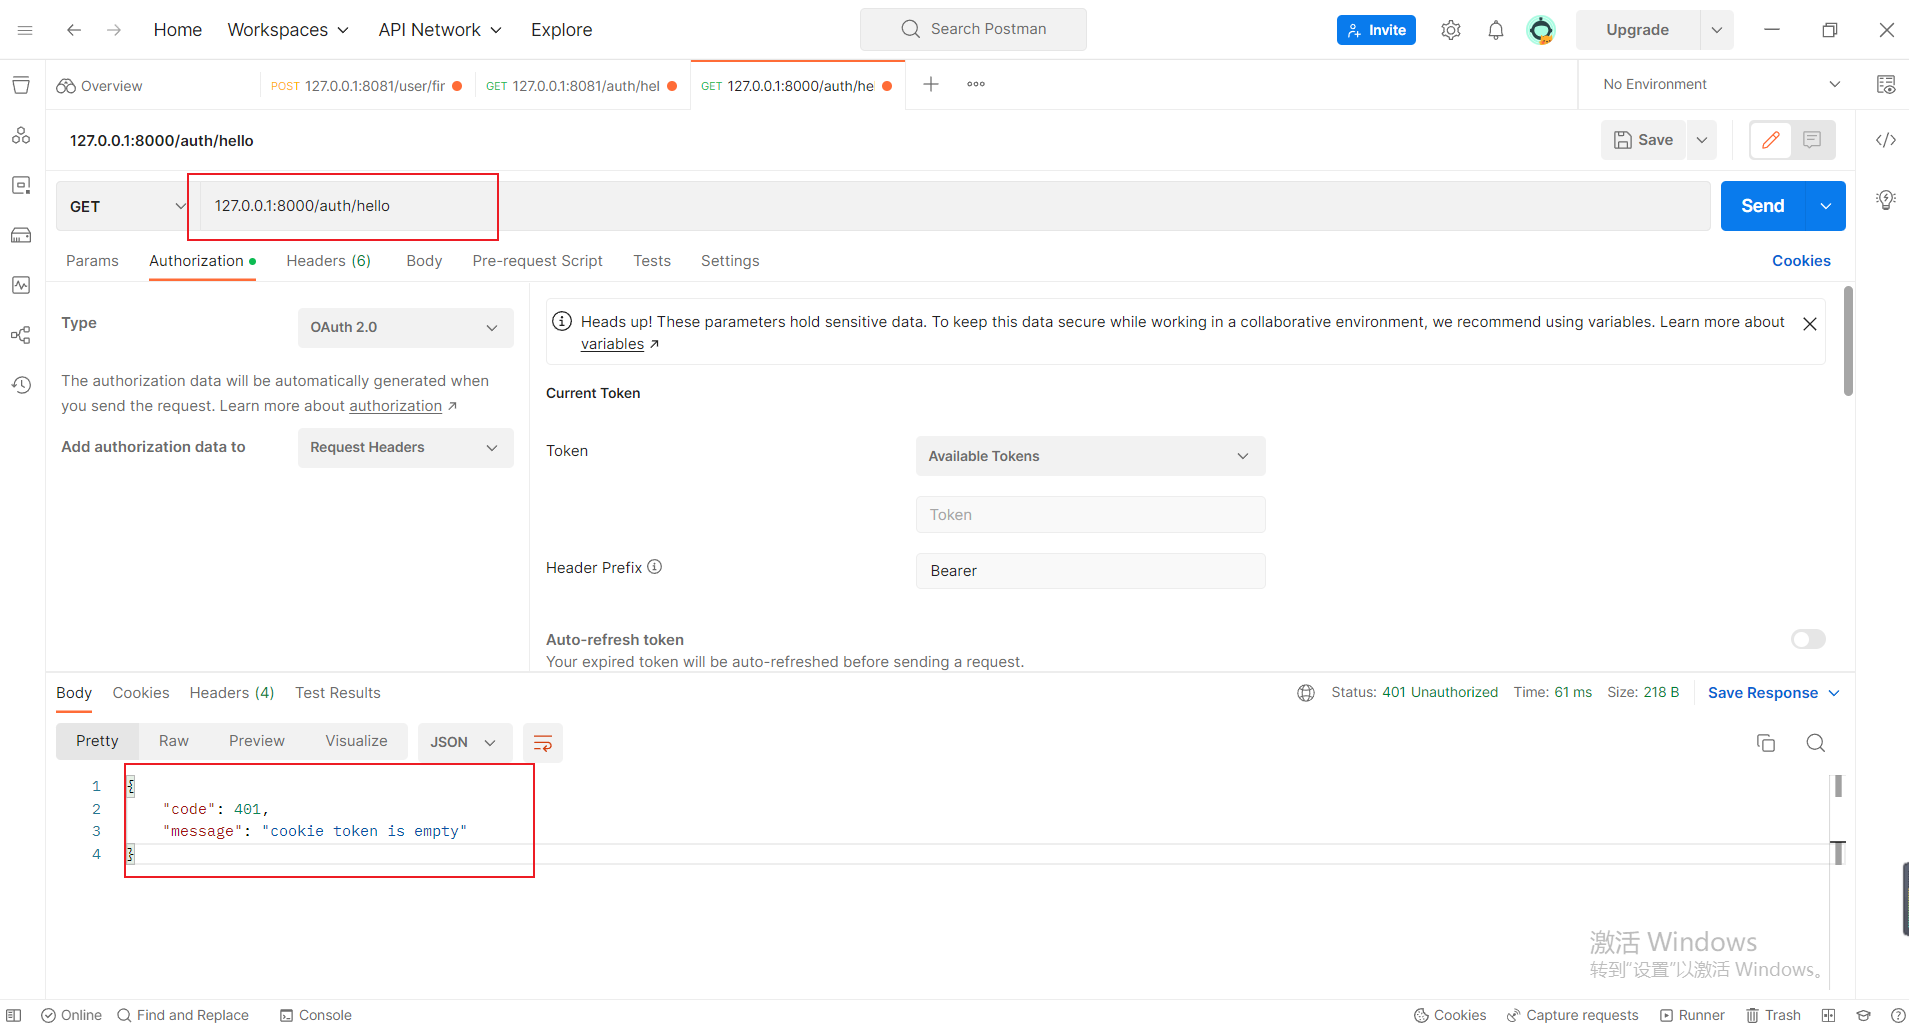 Home Workspaces API Network Explore Search Postman Invite Upgrade
Overview POST 127.0.0.1:8081/user/fir GET 127.0.0.1:8081/auth/hel GET 127.0.0.1:8000/auth/he No Environment
127.0.0.1:8000/auth/hello Save
GET 127.0.0.1:8000/auth/hello Send
Params Authorization Headers (6) Body Pre-request Script Tests Settings Cookies
Type OAuth 2.0
The authorization data will be automatically generated when
you send the request. Learn more about authorization ↗
Add authorization data to Request Headers
Heads up! These parameters hold sensitive data. To keep this data secure while working in a collaborative environment, we recommend using variables. Learn more about
variables ↗
Current Token
Token Available Tokens
Token
Header Prefix Bearer
Auto-refresh token
Your expired token will be auto-refreshed before sending a request.
Body Cookies Headers (4) Test Results Status: 401 Unauthorized Time: 61 ms Size: 218 B Save Response
Pretty Raw Preview Visualize JSON
1 {
2 "code": 401,
3 "message": "cookie token is empty"
4 }
激活 Windows
转到“设置”以激活 Windows。
Online Find and Replace Console Cookies Capture requests Runner Trash